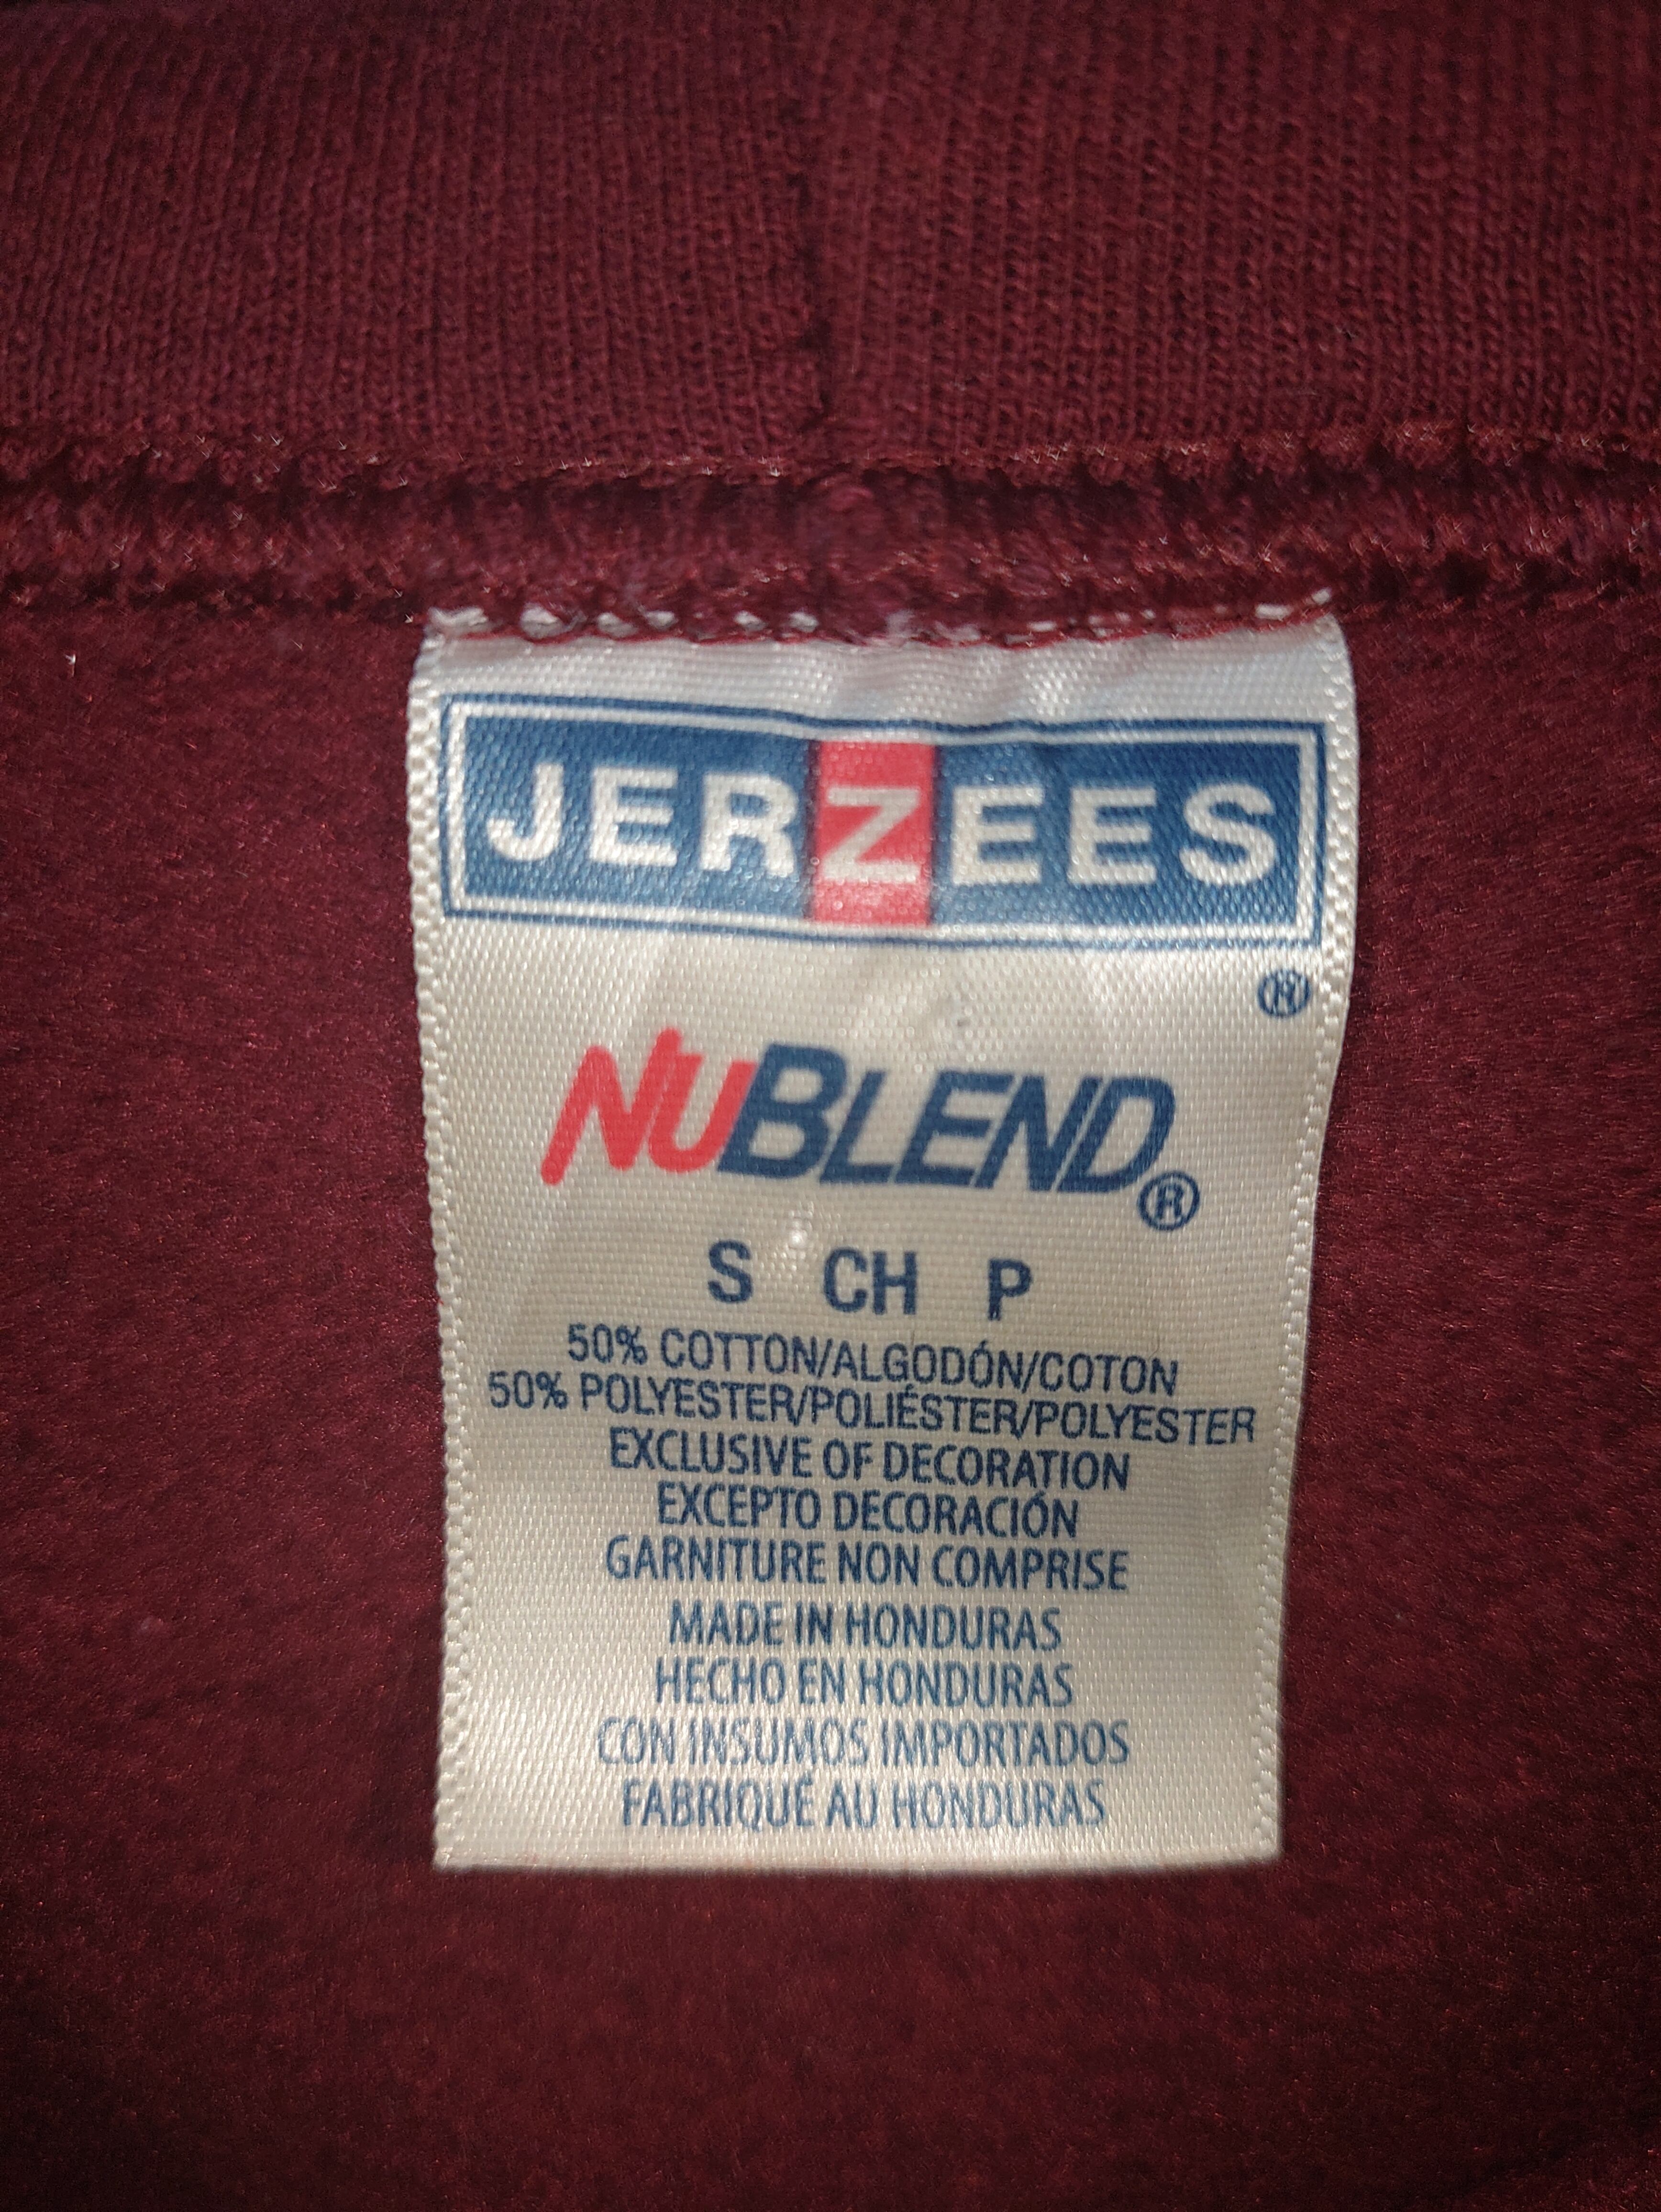 JERZEES
®
NUBLEND®
S CH P
50% COTTON/ALGODÓN/COTON
50% POLYESTER/POLIÉSTER/POLYESTER
EXCLUSIVE OF DECORATION
EXCEPTO DECORACIÓN
GARNITURE NON COMPRISE
MADE IN HONDURAS
HECHO EN HONDURAS
CON INSUMOS IMPORTADOS
FABRIQUÉ AU HONDURAS